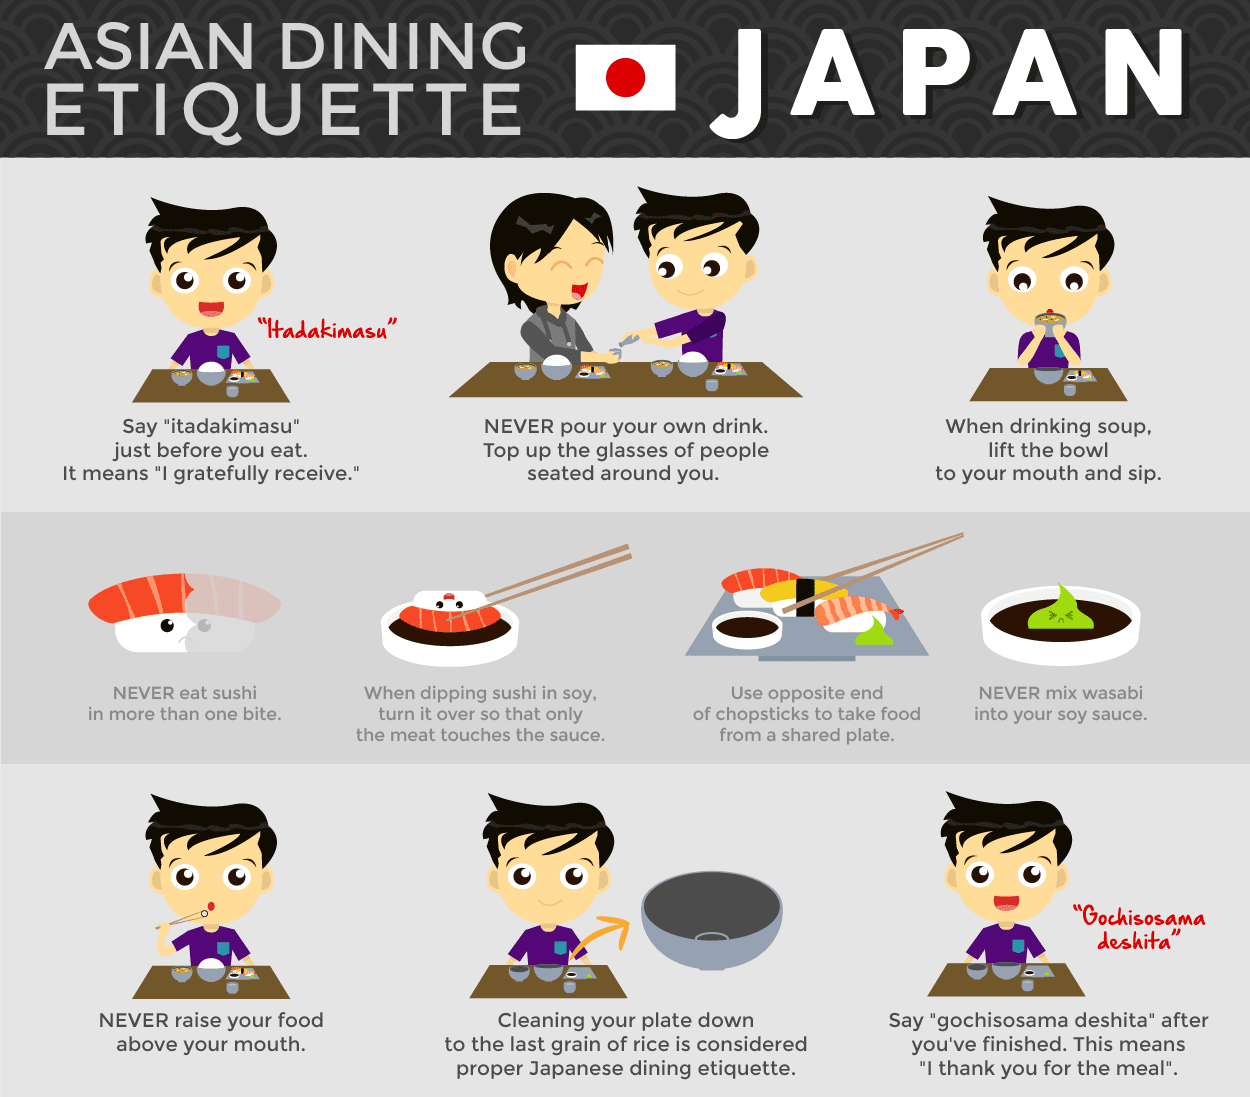 ASIAN DINING
ETIQUETTE
JAPAN
"Itadakimasu"
Say "itadakimasu"
just before you eat.
It means "I gratefully receive."
NEVER pour your own drink.
Top up the glasses of people
seated around you.
When drinking soup,
lift the bowl
to your mouth and sip.
NEVER eat sushi
in more than one bite.
When dipping sushi in soy,
turn it over so that only
the meat touches the sauce.
Use opposite end
of chopsticks to take food
from a shared plate.
NEVER mix wasabi
into your soy sauce.
NEVER raise your food
above your mouth.
Cleaning your plate down
to the last grain of rice is considered
proper Japanese dining etiquette.
"Gochisosama
deshita"
Say "gochisosama deshita" after
you've finished. This means
"I thank you for the meal".